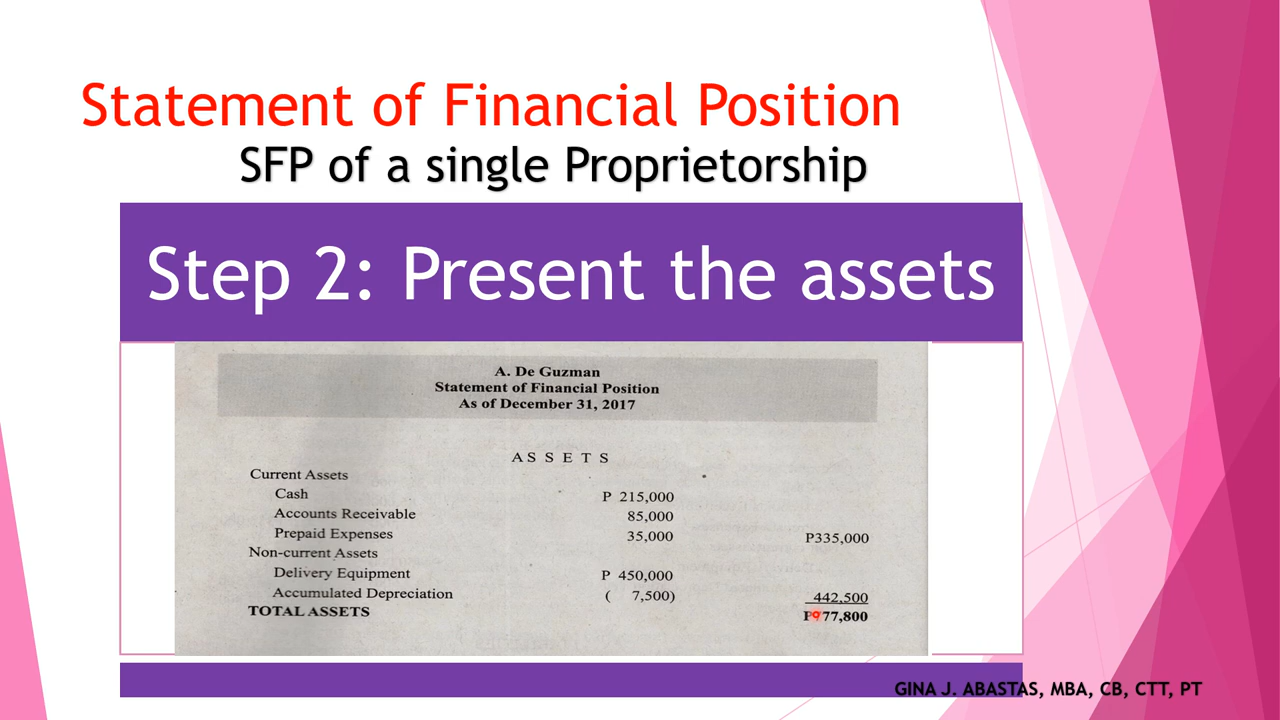 Statement of Financial Position
SFP of a single Proprietorship
Step 2: Present the assets
A. De Guzman
Statement of Financial Position
As of December 31, 2017
A S S E T S
Current Assets
Cash P 215,000
Accounts Receivable 85,000
Prepaid Expenses 35,000 P335,000
Non-current Assets
Delivery Equipment P 450,000
Accumulated Depreciation ( 7,500) 442,500
TOTAL ASSETS P777,800
GINA J. ABASTAS, MBA, CB, CTT, PT